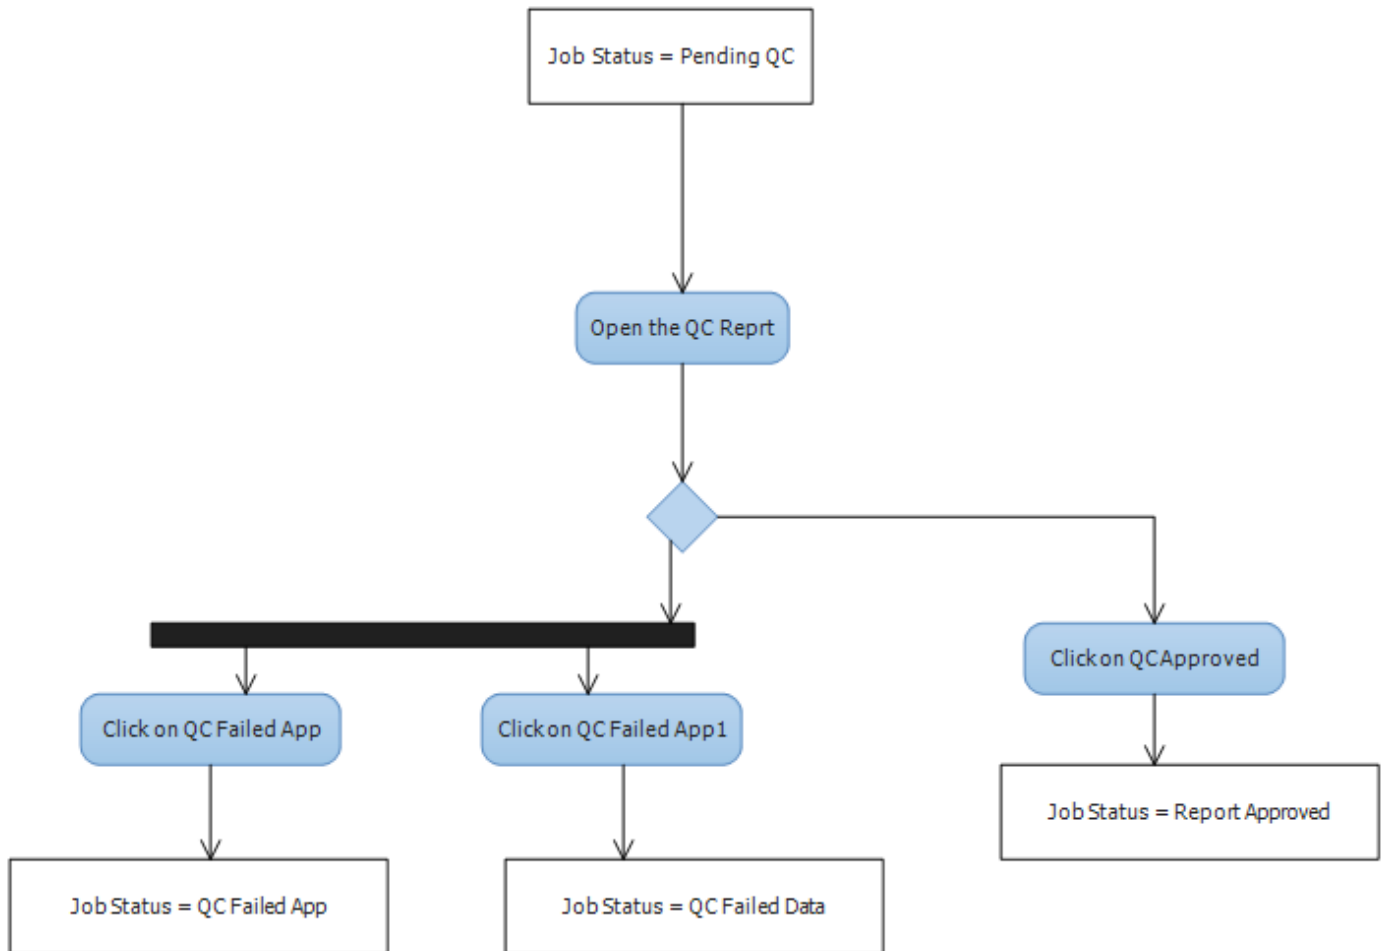 Job Status = Pending QC
Open the QC Reprt
Click on QC Approved
Click on QC Failed App
Click on QC Failed App1
Job Status = Report Approved
Job Status = QC Failed App
Job Status = QC Failed Data